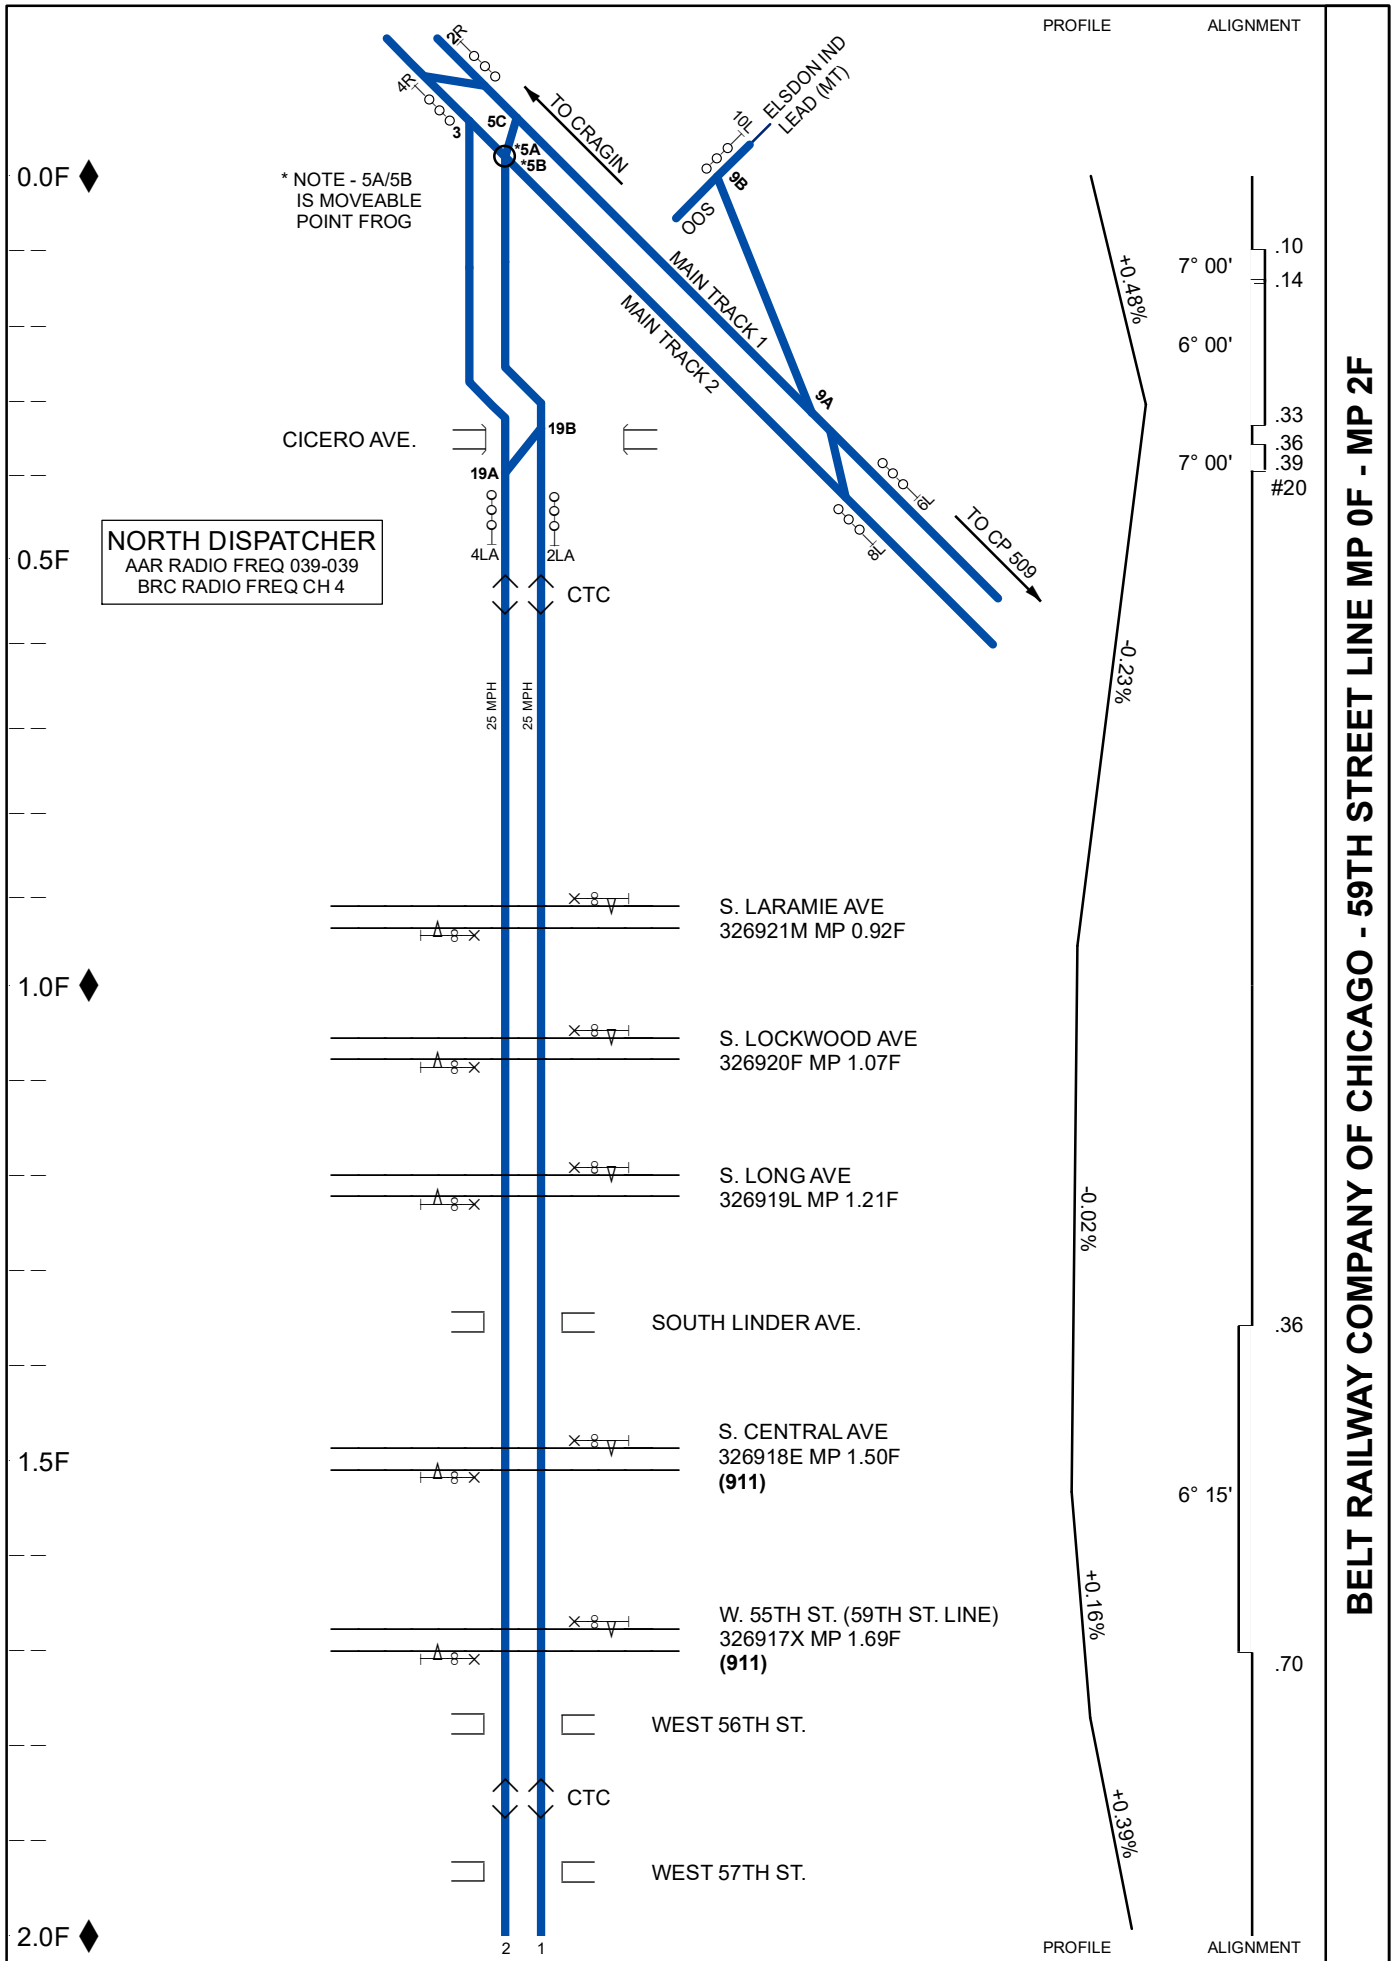 PROFILE
ALIGNMENT
2R
4R
3
5C
*5A
*5B
TO CRAGIN
10L
ELSDON IND
LEAD (MT)
9B
OOS
0.0F
* NOTE - 5A/5B
IS MOVEABLE
POINT FROG
MAIN TRACK 1
MAIN TRACK 2
+0.48%
.10
7° 00'
.14
6° 00'
9A
.33
CICERO AVE.
19B
.36
19A
7° 00'
.39
#20
6L
8L
TO CP 509
4LA
2LA
NORTH DISPATCHER
AAR RADIO FREQ 039-039
BRC RADIO FREQ CH 4
0.5F
CTC
25 MPH
25 MPH
-0.23%
S. LARAMIE AVE
326921M MP 0.92F
1.0F
S. LOCKWOOD AVE
326920F MP 1.07F
S. LONG AVE
326919L MP 1.21F
-0.02%
SOUTH LINDER AVE.
.36
S. CENTRAL AVE
326918E MP 1.50F
(911)
1.5F
6° 15'
+0.16%
W. 55TH ST. (59TH ST. LINE)
326917X MP 1.69F
(911)
.70
WEST 56TH ST.
CTC
+0.39%
WEST 57TH ST.
2.0F
2
1
PROFILE
ALIGNMENT
BELT RAILWAY COMPANY OF CHICAGO - 59TH STREET LINE MP 0F - MP 2F